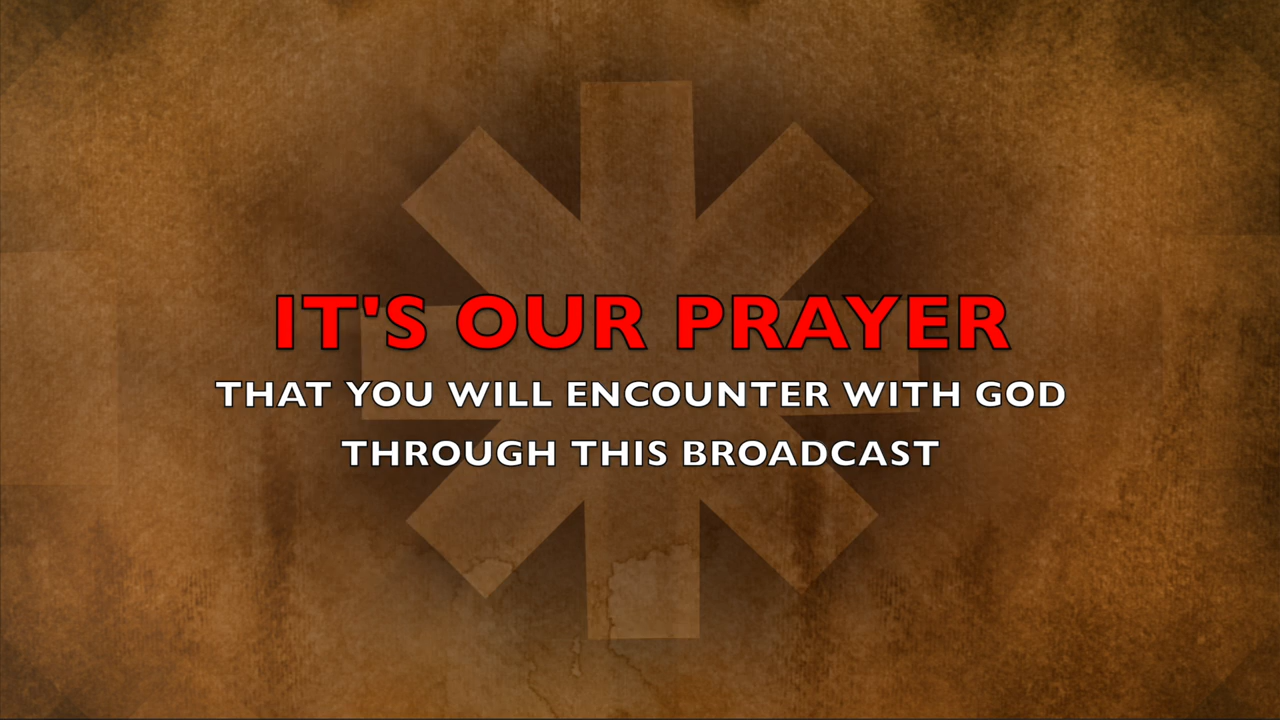 IT'S OUR PRAYER
THAT YOU WILL ENCOUNTER WITH GOD
THROUGH THIS BROADCAST